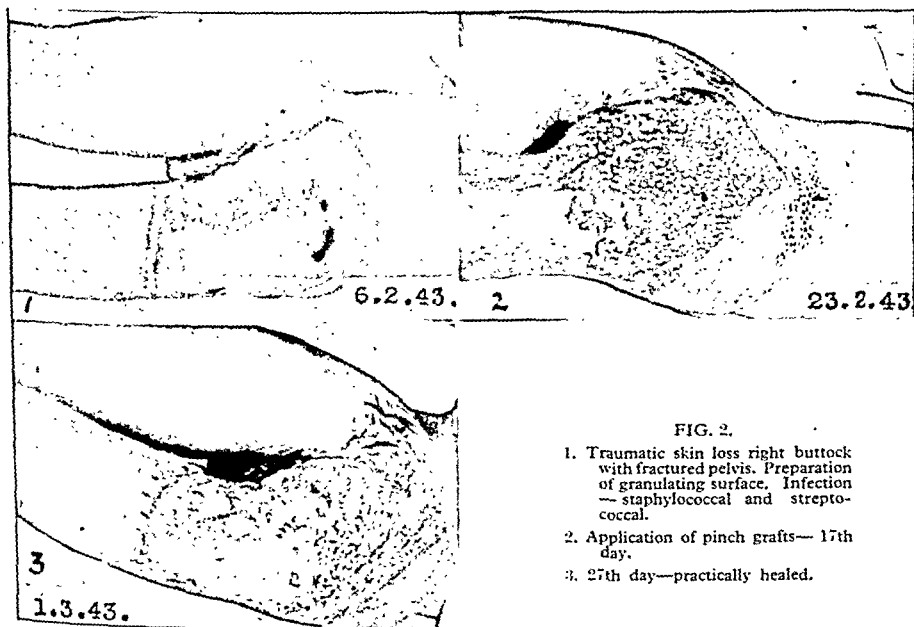 1
6.2.43.
2
23.2.43.
3
1.3.43.
FIG. 2.
1. Traumatic skin loss right buttock
with fractured pelvis. Preparation
of granulating surface. Infection
— staphylococcal and strepto-
coccal.
2. Application of pinch grafts— 17th
day.
3. 27th day—practically healed.